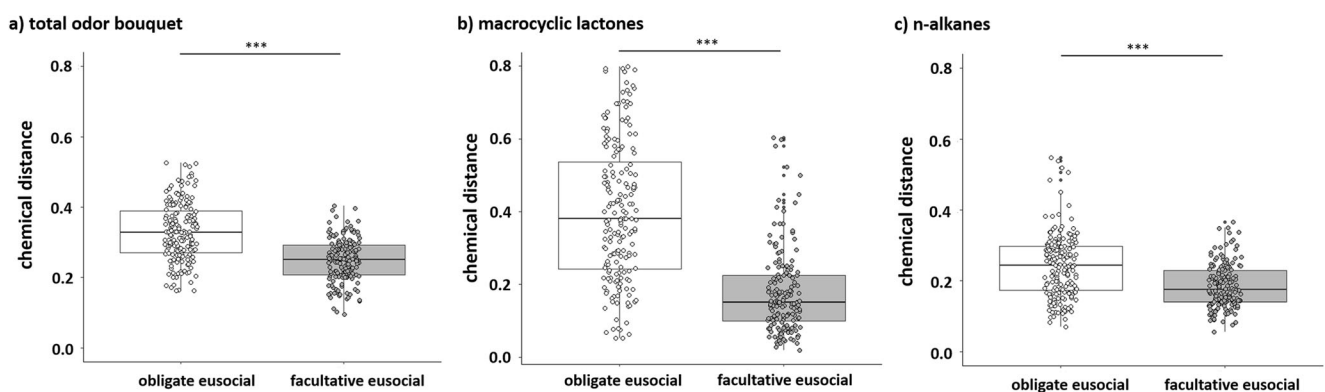 a) total odor bouquet
***
0.8
0.6
0.4
0.2
0.0
chemical distance
obligate eusocial
facultative eusocial
b) macrocyclic lactones
***
0.8
0.6
0.4
0.2
0.0
chemical distance
obligate eusocial
facultative eusocial
c) n-alkanes
***
0.8
0.6
0.4
0.2
0.0
chemical distance
obligate eusocial
facultative eusocial